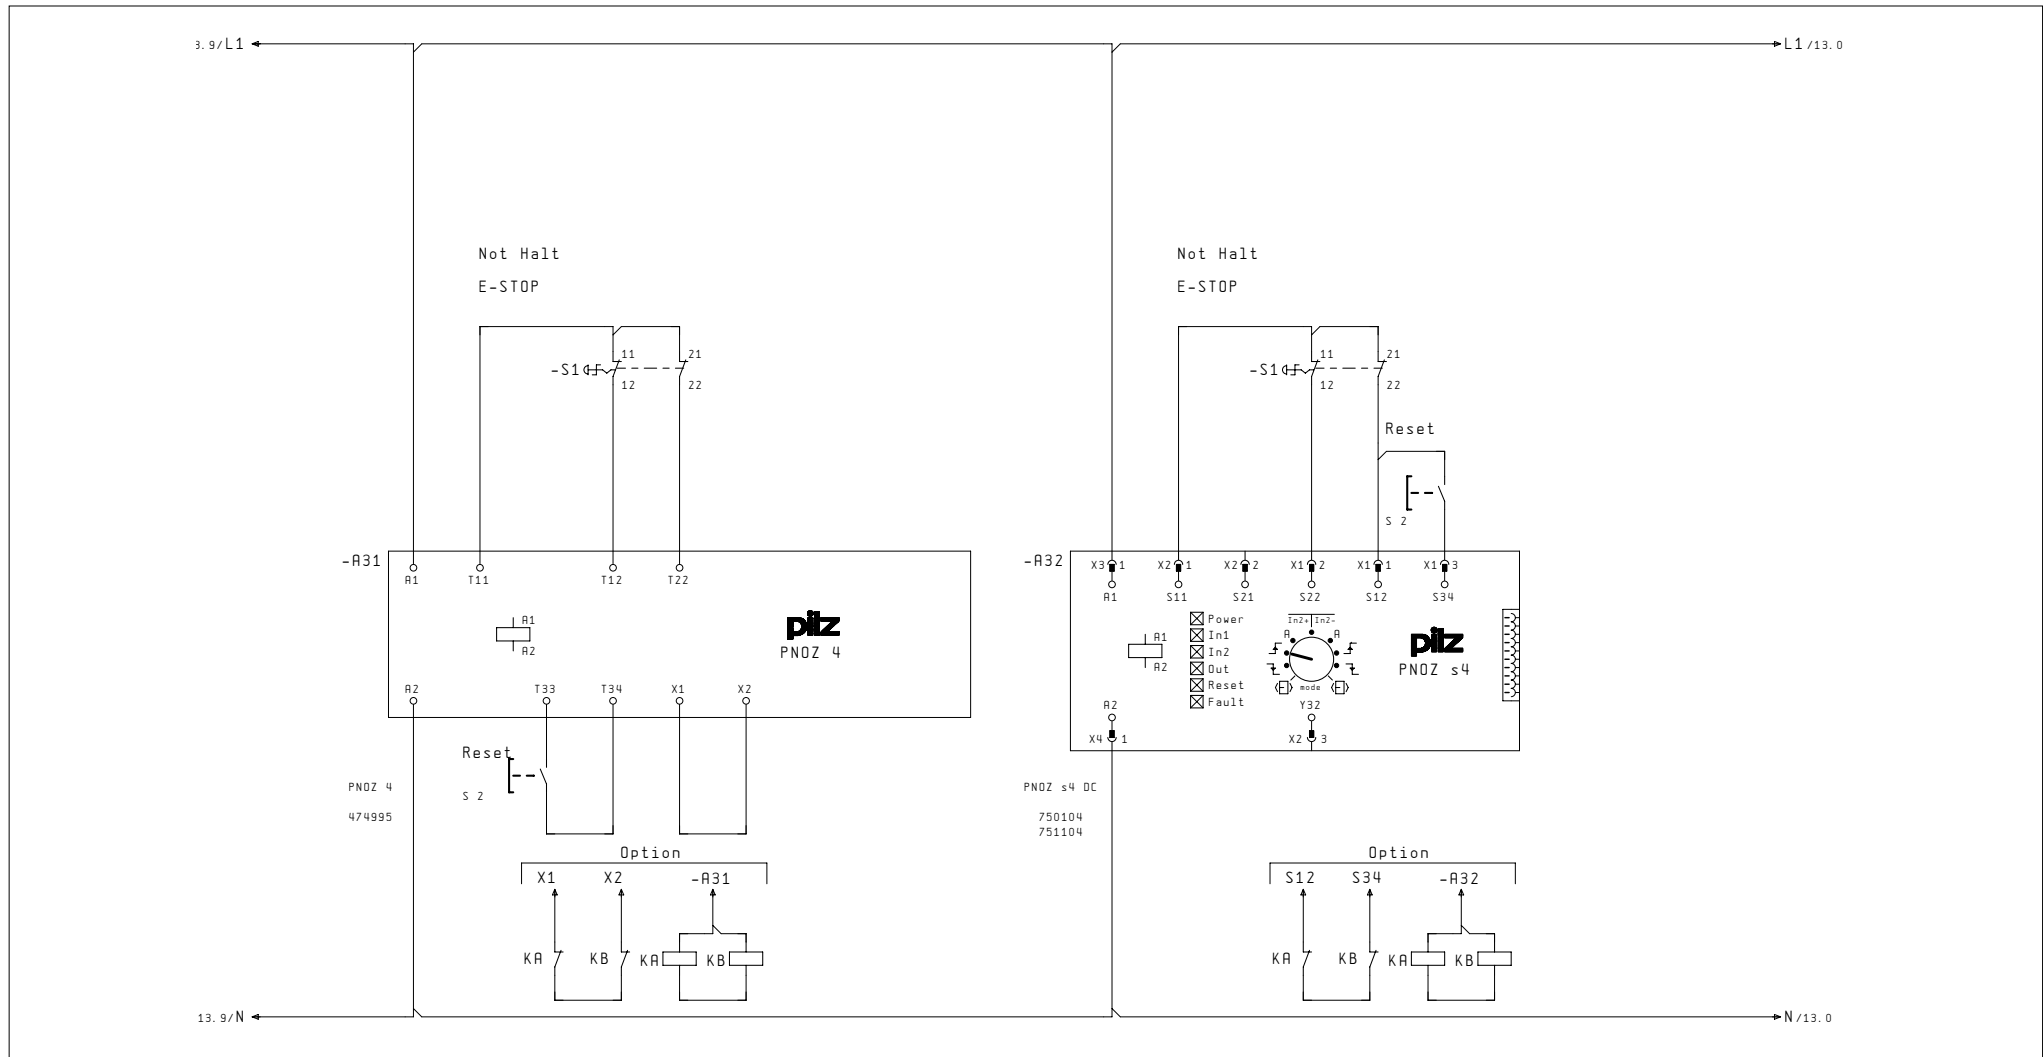 3.9/L1
L1/13.0
Not Halt
E-STOP
-S1
11
12
21
22
-A31
A1
T11
T12
T22
A1
A2
pilz
PNOZ 4
A2
T33
T34
X1
X2
Reset
S 2
PNOZ 4
474995
Option
X1
X2
-A31
KA
KB
KA
KB
Not Halt
E-STOP
-S1
11
12
21
22
Reset
S 2
-A32
X3 1
X2 1
X2 2
X1 2
X1 1
X1 3
A1
S11
S21
S22
S12
S34
A1
A2
Power
In1
In2
Out
Reset
Fault
In2+ In2-
A
A
mode
pilz
PNOZ s4
A2
Y32
X4 1
X2 3
PNOZ s4 DC
750104
751104
Option
S12
S34
-A32
KA
KB
KA
KB
13.9/N
N/13.0